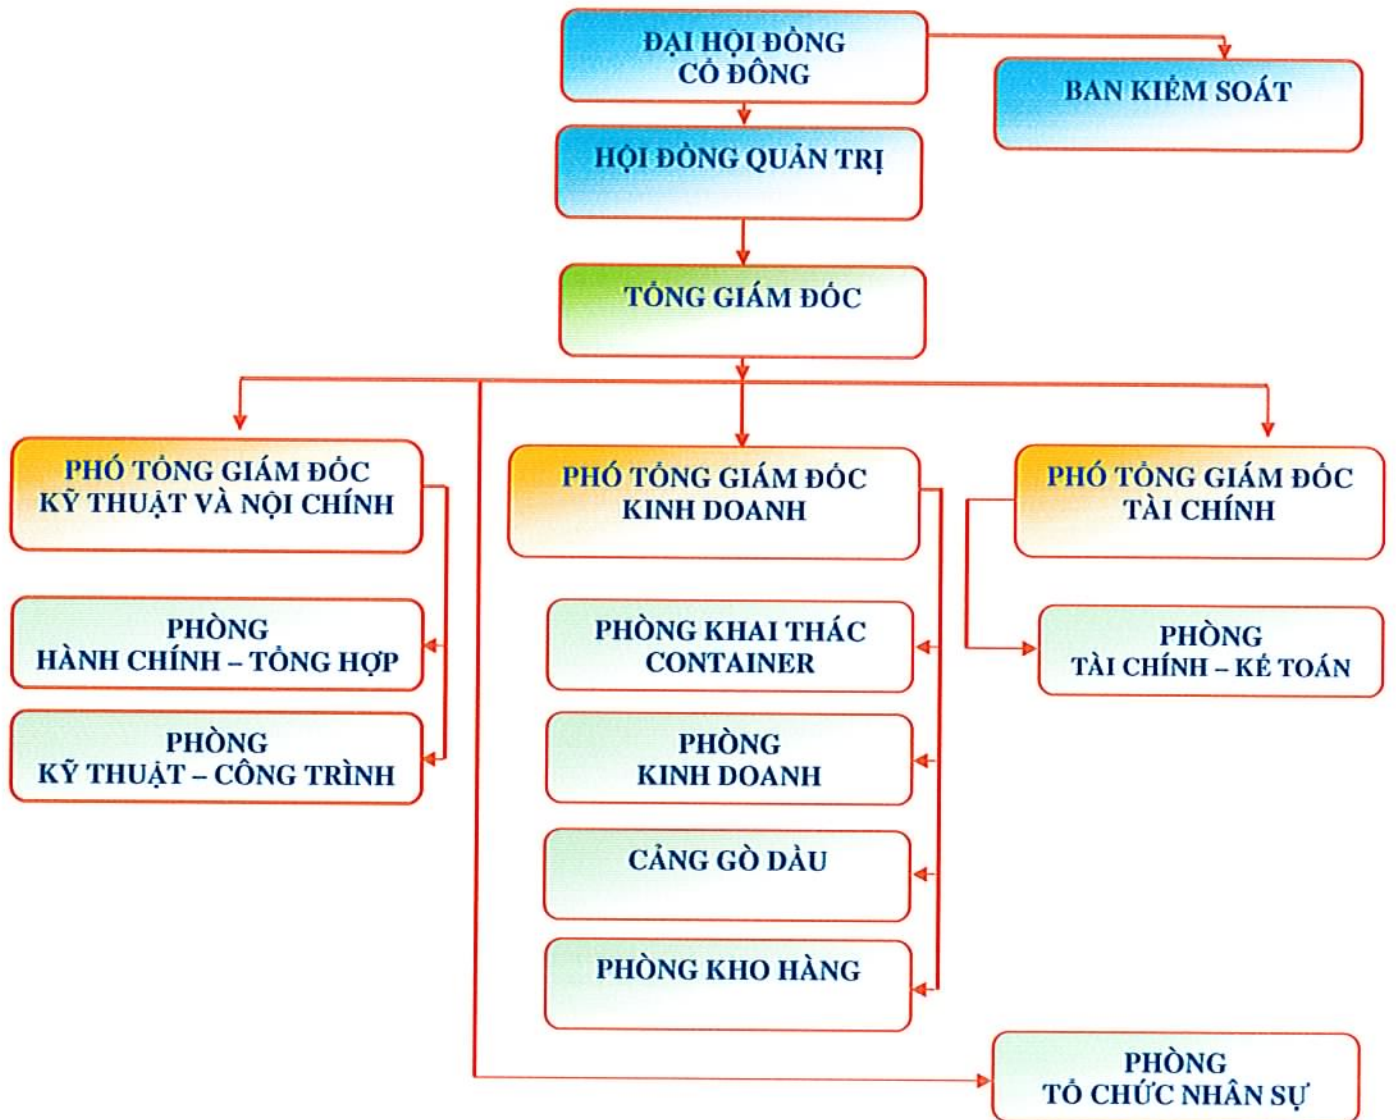 ĐẠI HỘI ĐỒNG
CỔ ĐÔNG
BAN KIỂM SOÁT
HỘI ĐỒNG QUẢN TRỊ
TỔNG GIÁM ĐỐC
PHÓ TỔNG GIÁM ĐỐC
KỸ THUẬT VÀ NỘI CHÍNH
PHÒNG
HÀNH CHÍNH – TỔNG HỢP
PHÒNG
KỸ THUẬT – CÔNG TRÌNH
PHÓ TỔNG GIÁM ĐỐC
KINH DOANH
PHÒNG KHAI THÁC
CONTAINER
PHÒNG
KINH DOANH
CẢNG GÒ DẦU
PHÒNG KHO HÀNG
PHÓ TỔNG GIÁM ĐỐC
TÀI CHÍNH
PHÒNG
TÀI CHÍNH – KẾ TOÁN
PHÒNG
TỔ CHỨC NHÂN SỰ